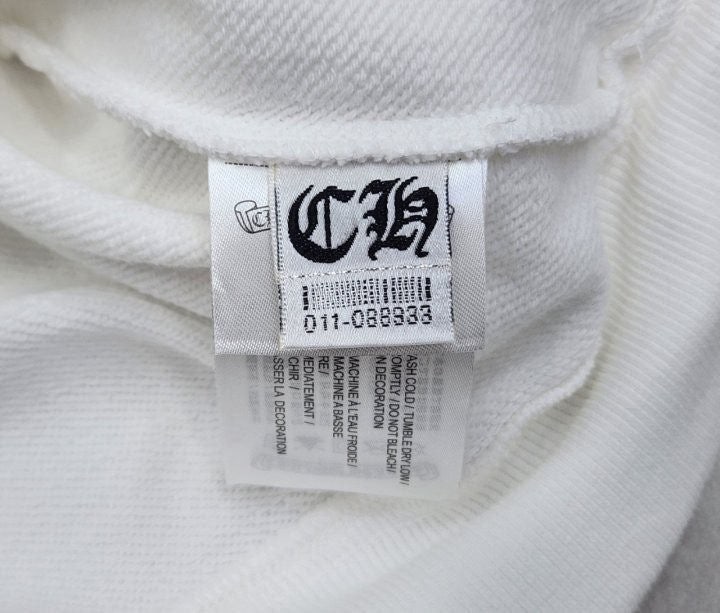 CH
011-088933
ASH COLD / TUMBLE DRY LOW /
OMPTLY / DO NOT BLEACH /
N DECORATION
MACHINE À L'EAU FROIDE /
MACHINE A BASSE
RE /
MEDIATEMENT /
CHIR /
SSER LA DECORATION